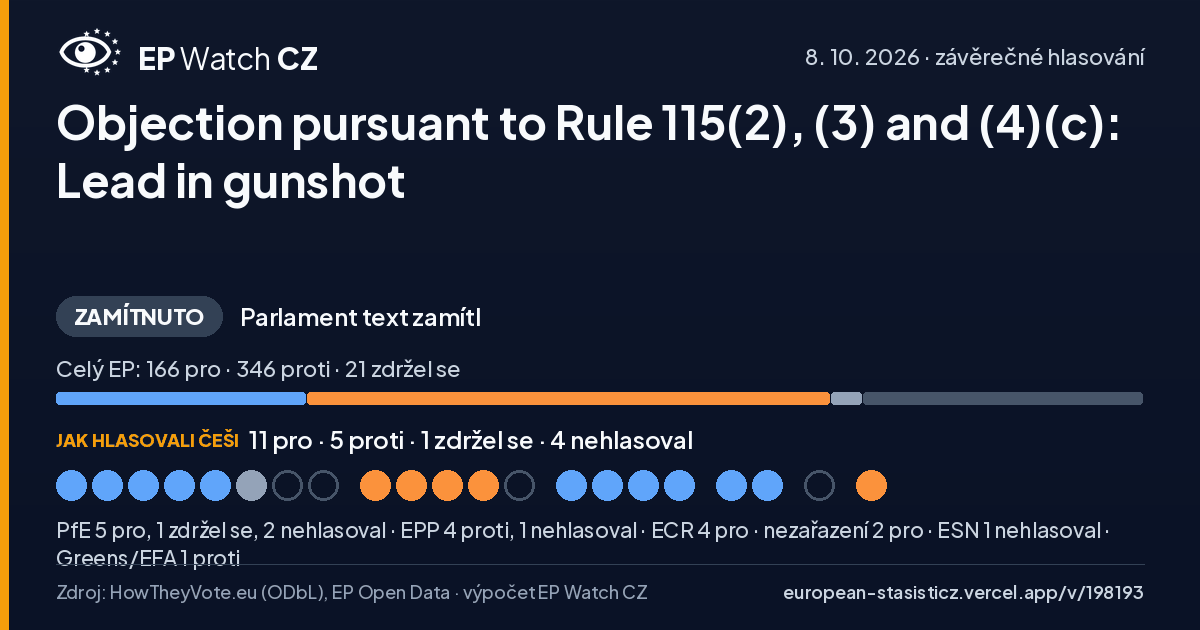 EP Watch CZ
8. 10. 2026 · závěrečné hlasování
Objection pursuant to Rule 115(2), (3) and (4)(c):
Lead in gunshot
ZAMÍTNUTO Parlament text zamítl
Celý EP: 166 pro · 346 proti · 21 zdržel se
JAK HLASOVALI ČEŠI 11 pro · 5 proti · 1 zdržel se · 4 nehlasoval
PfE 5 pro, 1 zdržel se, 2 nehlasoval · EPP 4 proti, 1 nehlasoval · ECR 4 pro · nezařazení 2 pro · ESN 1 nehlasoval ·
Greens/EFA 1 proti
Zdroj: HowTheyVote.eu (ODbL), EP Open Data · výpočet EP Watch CZ
european-stasisticz.vercel.app/v/198193